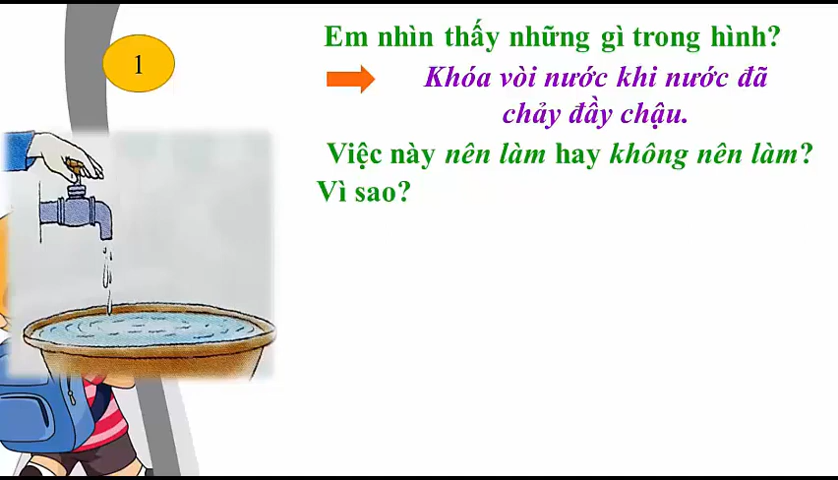 1
Em nhìn thấy những gì trong hình?
Khóa vòi nước khi nước đã
chảy đầy chậu.
Việc này nên làm hay không nên làm?
Vì sao?